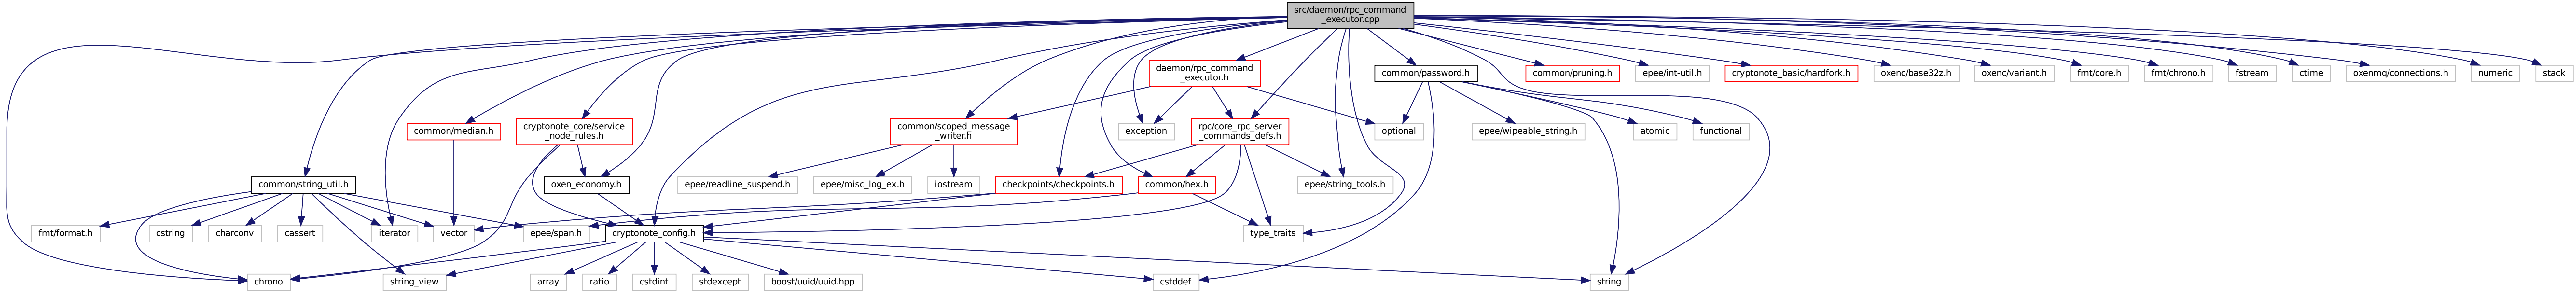 src/daemon/rpc_command
_executor.cpp
daemon/rpc_command
_executor.h
common/password.h
common/pruning.h
epee/int-util.h
cryptonote_basic/hardfork.h
oxenc/base32z.h
oxenc/variant.h
fmt/core.h
fmt/chrono.h
fstream
ctime
oxenmq/connections.h
numeric
stack
common/median.h
cryptonote_core/service
_node_rules.h
common/scoped_message
_writer.h
exception
rpc/core_rpc_server
_commands_defs.h
optional
epee/wipeable_string.h
atomic
functional
common/string_util.h
oxen_economy.h
epee/readline_suspend.h
epee/misc_log_ex.h
iostream
checkpoints/checkpoints.h
common/hex.h
epee/string_tools.h
fmt/format.h
cstring
charconv
cassert
iterator
vector
epee/span.h
cryptonote_config.h
type_traits
chrono
string_view
array
ratio
cstdint
stdexcept
boost/uuid/uuid.hpp
cstddef
string